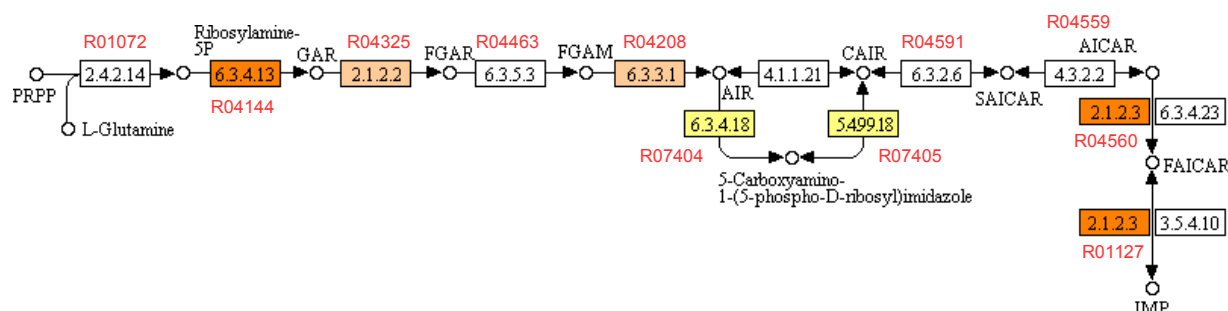 R01072
Ribosylamine-
5P
GAR
R04325
FGAR
R04463
FGAM
R04208
CAIR
R04591
R04559
AICAR
2.4.2.14
6.3.4.13
2.1.2.2
6.3.5.3
6.3.3.1
4.1.1.21
6.3.2.6
4.3.2.2
PRPP
R04144
AIR
SAICAR
L-Glutamine
6.3.4.18
5.499.18
2.1.2.3
6.3.4.23
R07404
R07405
R04560
FAICAR
5-Carboxyamino-
1-(5-phospho-D-ribosyl)imidazole
2.1.2.3
3.5.4.10
R01127
IMP